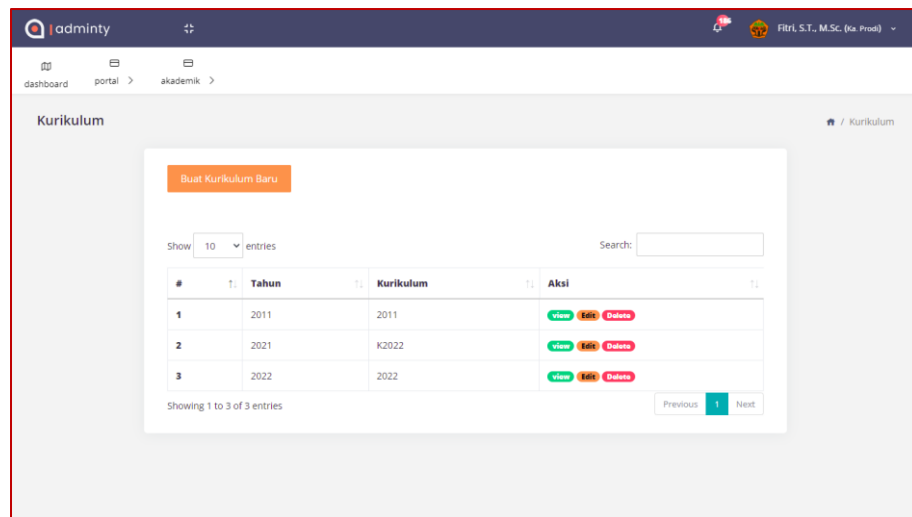 adminty
Fitri, S.T., M.Sc. (Ka. Prodi)
dashboard portal > akademik >
Kurikulum
/ Kurikulum
Buat Kurikulum Baru
Show 10 entries Search:
# Tahun Kurikulum Aksi
1 2011 2011 view Edit Delete
2 2021 K2022 view Edit Delete
3 2022 2022 view Edit Delete
Showing 1 to 3 of 3 entries
Previous 1 Next